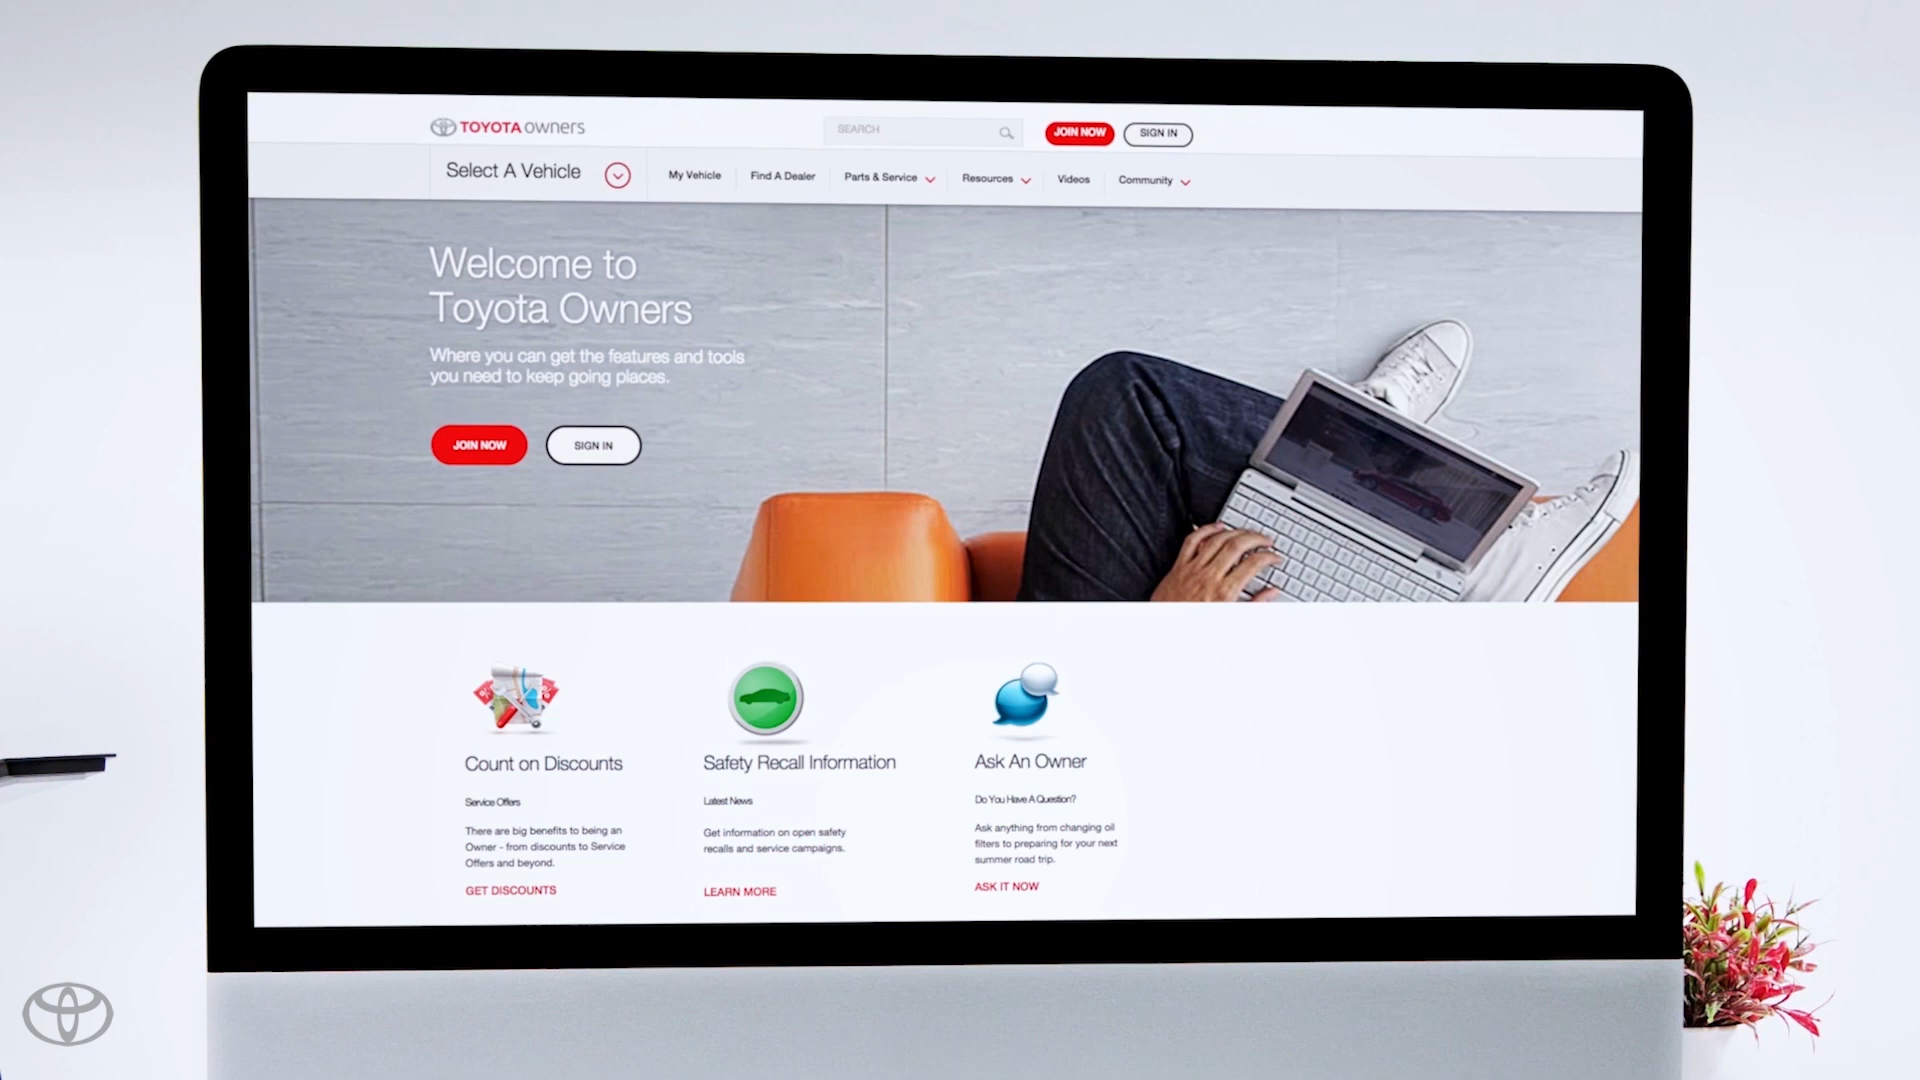 TOYOTA OWNERS
SEARCH
JOIN NOW
SIGN IN
Select A Vehicle
My Vehicle
Find A Dealer
Parts & Service
Resources
Videos
Community
Welcome to
Toyota Owners
Where you can get the features and tools
you need to keep going places.
JOIN NOW
SIGN IN
Count on Discounts
Service Offers
There are big benefits to being an
Owner - from discounts to Service
Offers and beyond.
GET DISCOUNTS
Safety Recall Information
Latest News
Get information on open safety
recalls and service campaigns.
LEARN MORE
Ask An Owner
Do You Have A Question?
Ask anything from changing oil
filters to preparing for your next
summer road trip.
ASK IT NOW